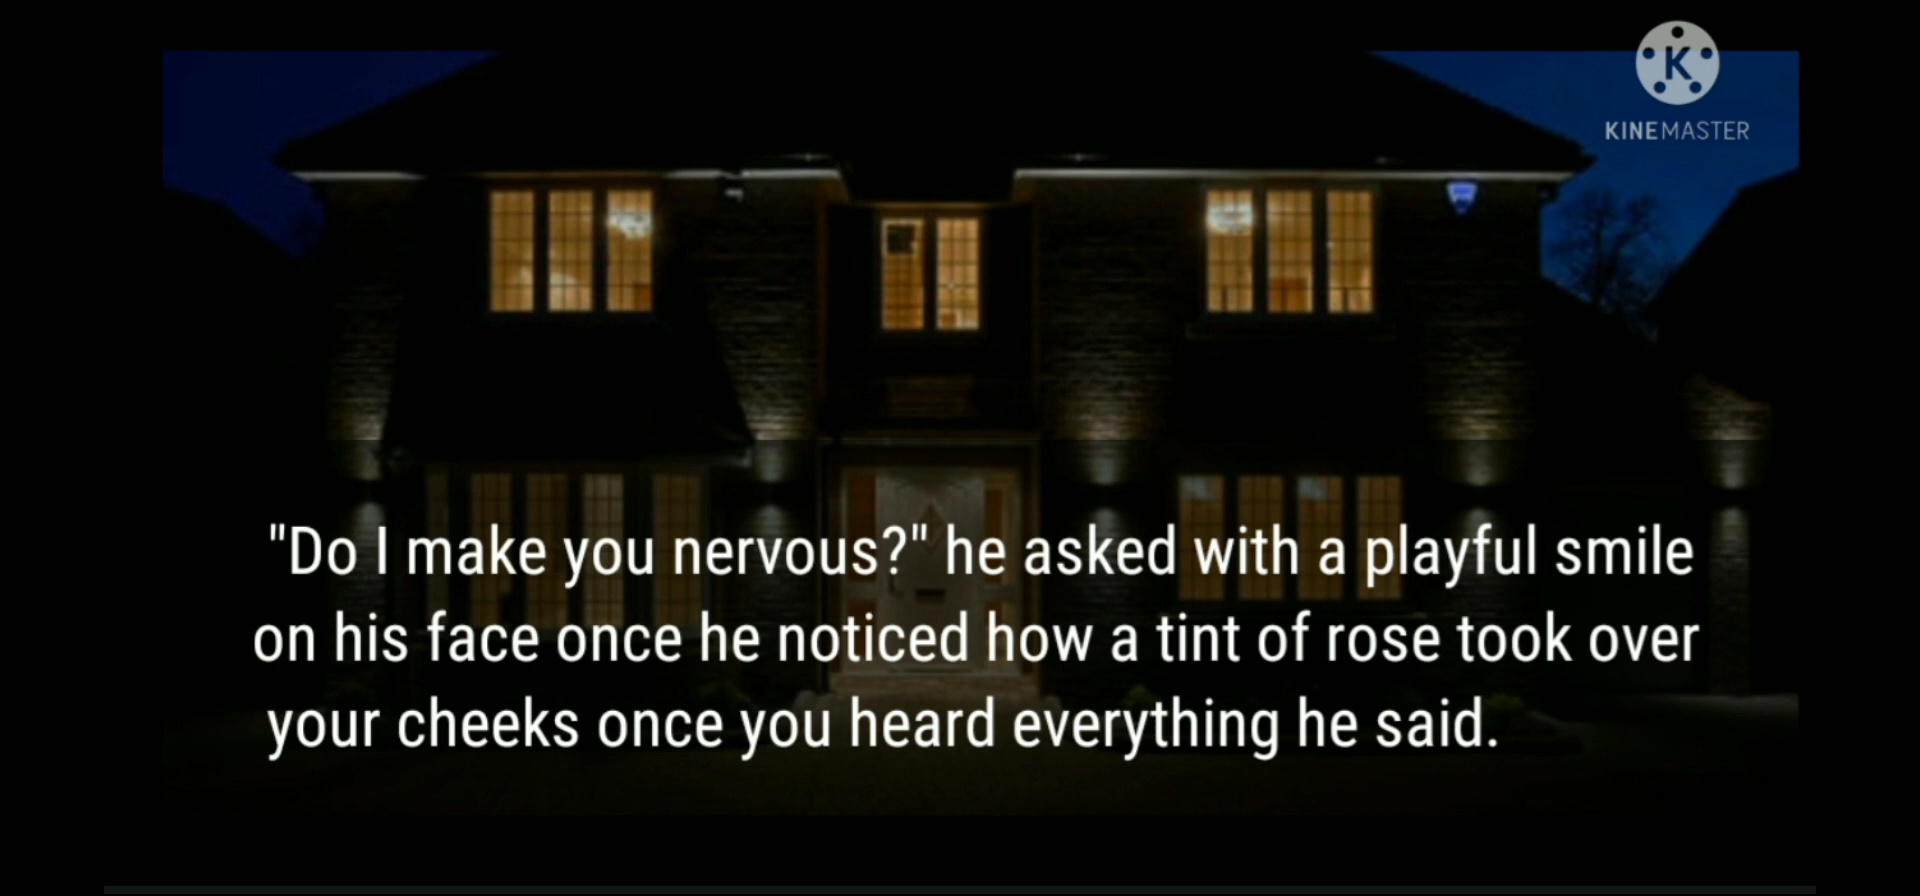 KINEMASTER
"Do I make you nervous?" he asked with a playful smile
on his face once he noticed how a tint of rose took over
your cheeks once you heard everything he said.